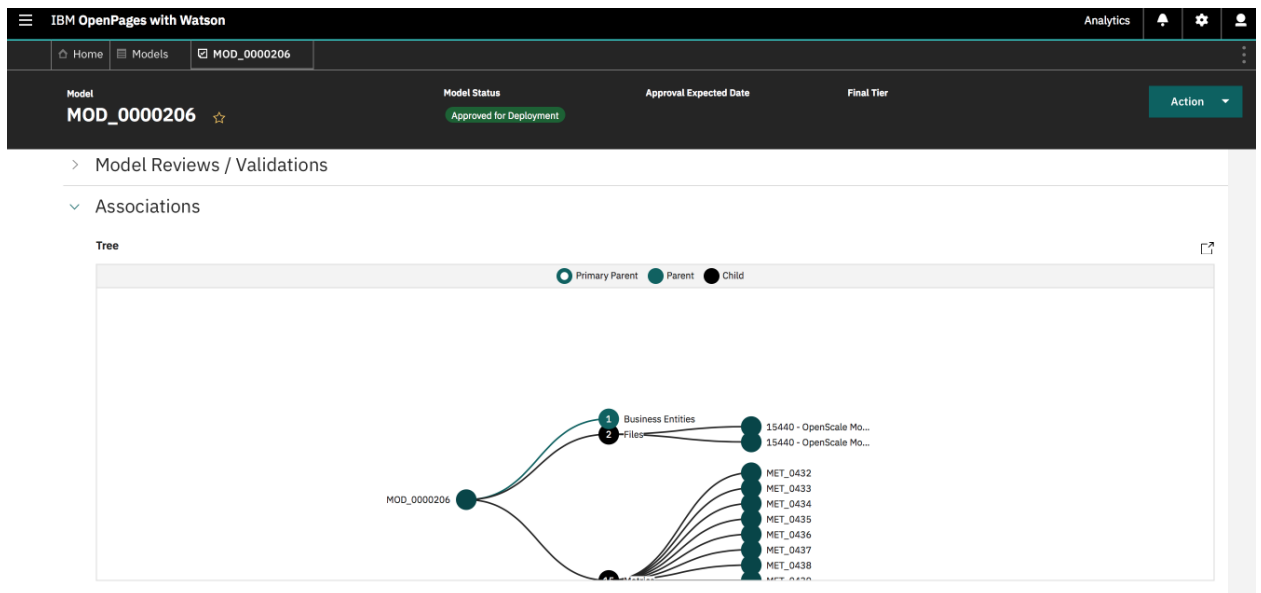 IBM OpenPages with Watson
Analytics
Home
Models
MOD_0000206
Model
MOD_0000206
Model Status
Approved for Deployment
Approval Expected Date
Final Tier
Action
Model Reviews / Validations
Associations
Tree
Primary Parent
Parent
Child
1
Business Entities
2
Files
15440 - OpenScale Mo...
15440 - OpenScale Mo...
MOD_0000206
MET_0432
MET_0433
MET_0434
MET_0435
MET_0436
MET_0437
MET_0438